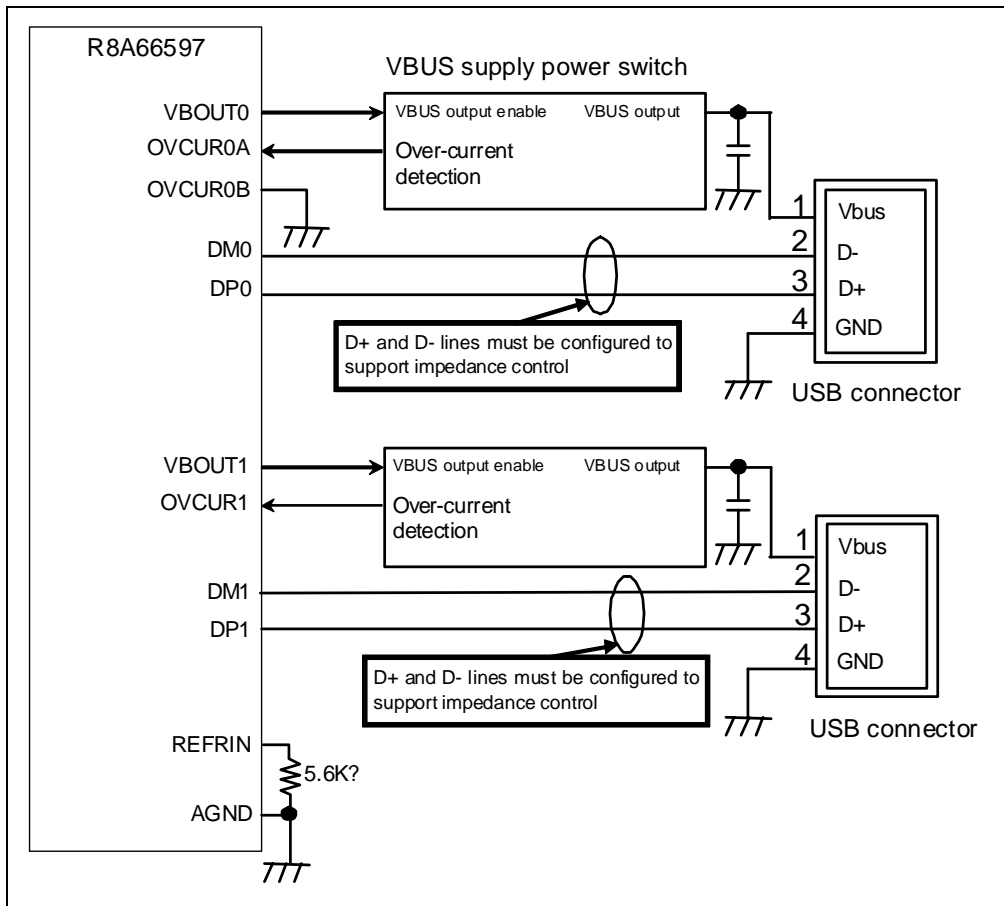 R8A66597
VBUS supply power switch
VBOUT0
VBUS output enable
VBUS output
OVCUR0A
Over-current
detection
OVCUR0B
1
Vbus
DM0
2
D-
DP0
3
D+
4
GND
D+ and D- lines must be configured to
support impedance control
USB connector
VBOUT1
VBUS output enable
VBUS output
OVCUR1
Over-current
detection
1
Vbus
DM1
2
D-
DP1
3
D+
4
GND
D+ and D- lines must be configured to
support impedance control
USB connector
REFRIN
5.6K?
AGND